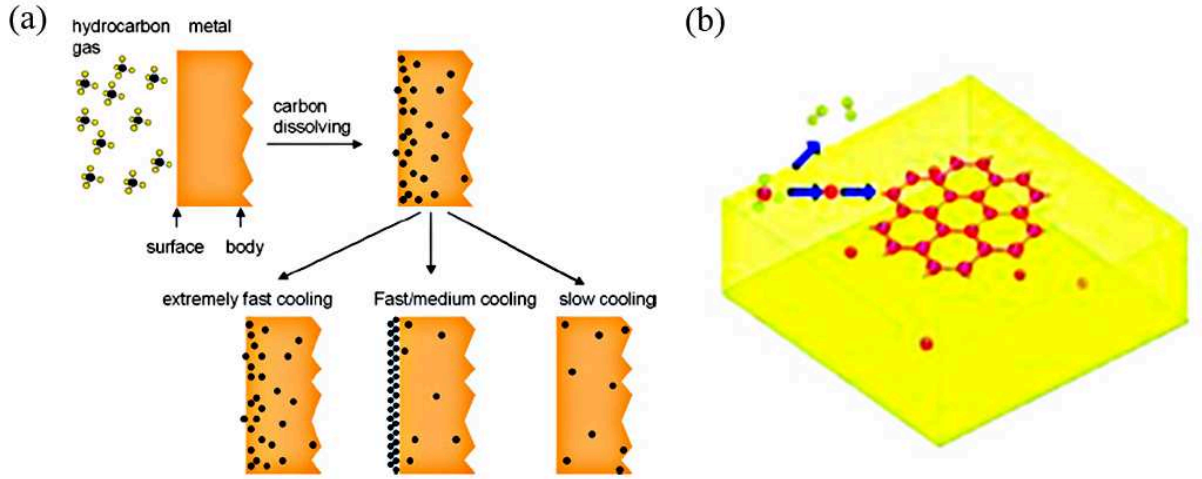 (a)
hydrocarbon metal
gas
carbon
dissolving
surface body
extremely fast cooling Fast/medium cooling slow cooling
(b)